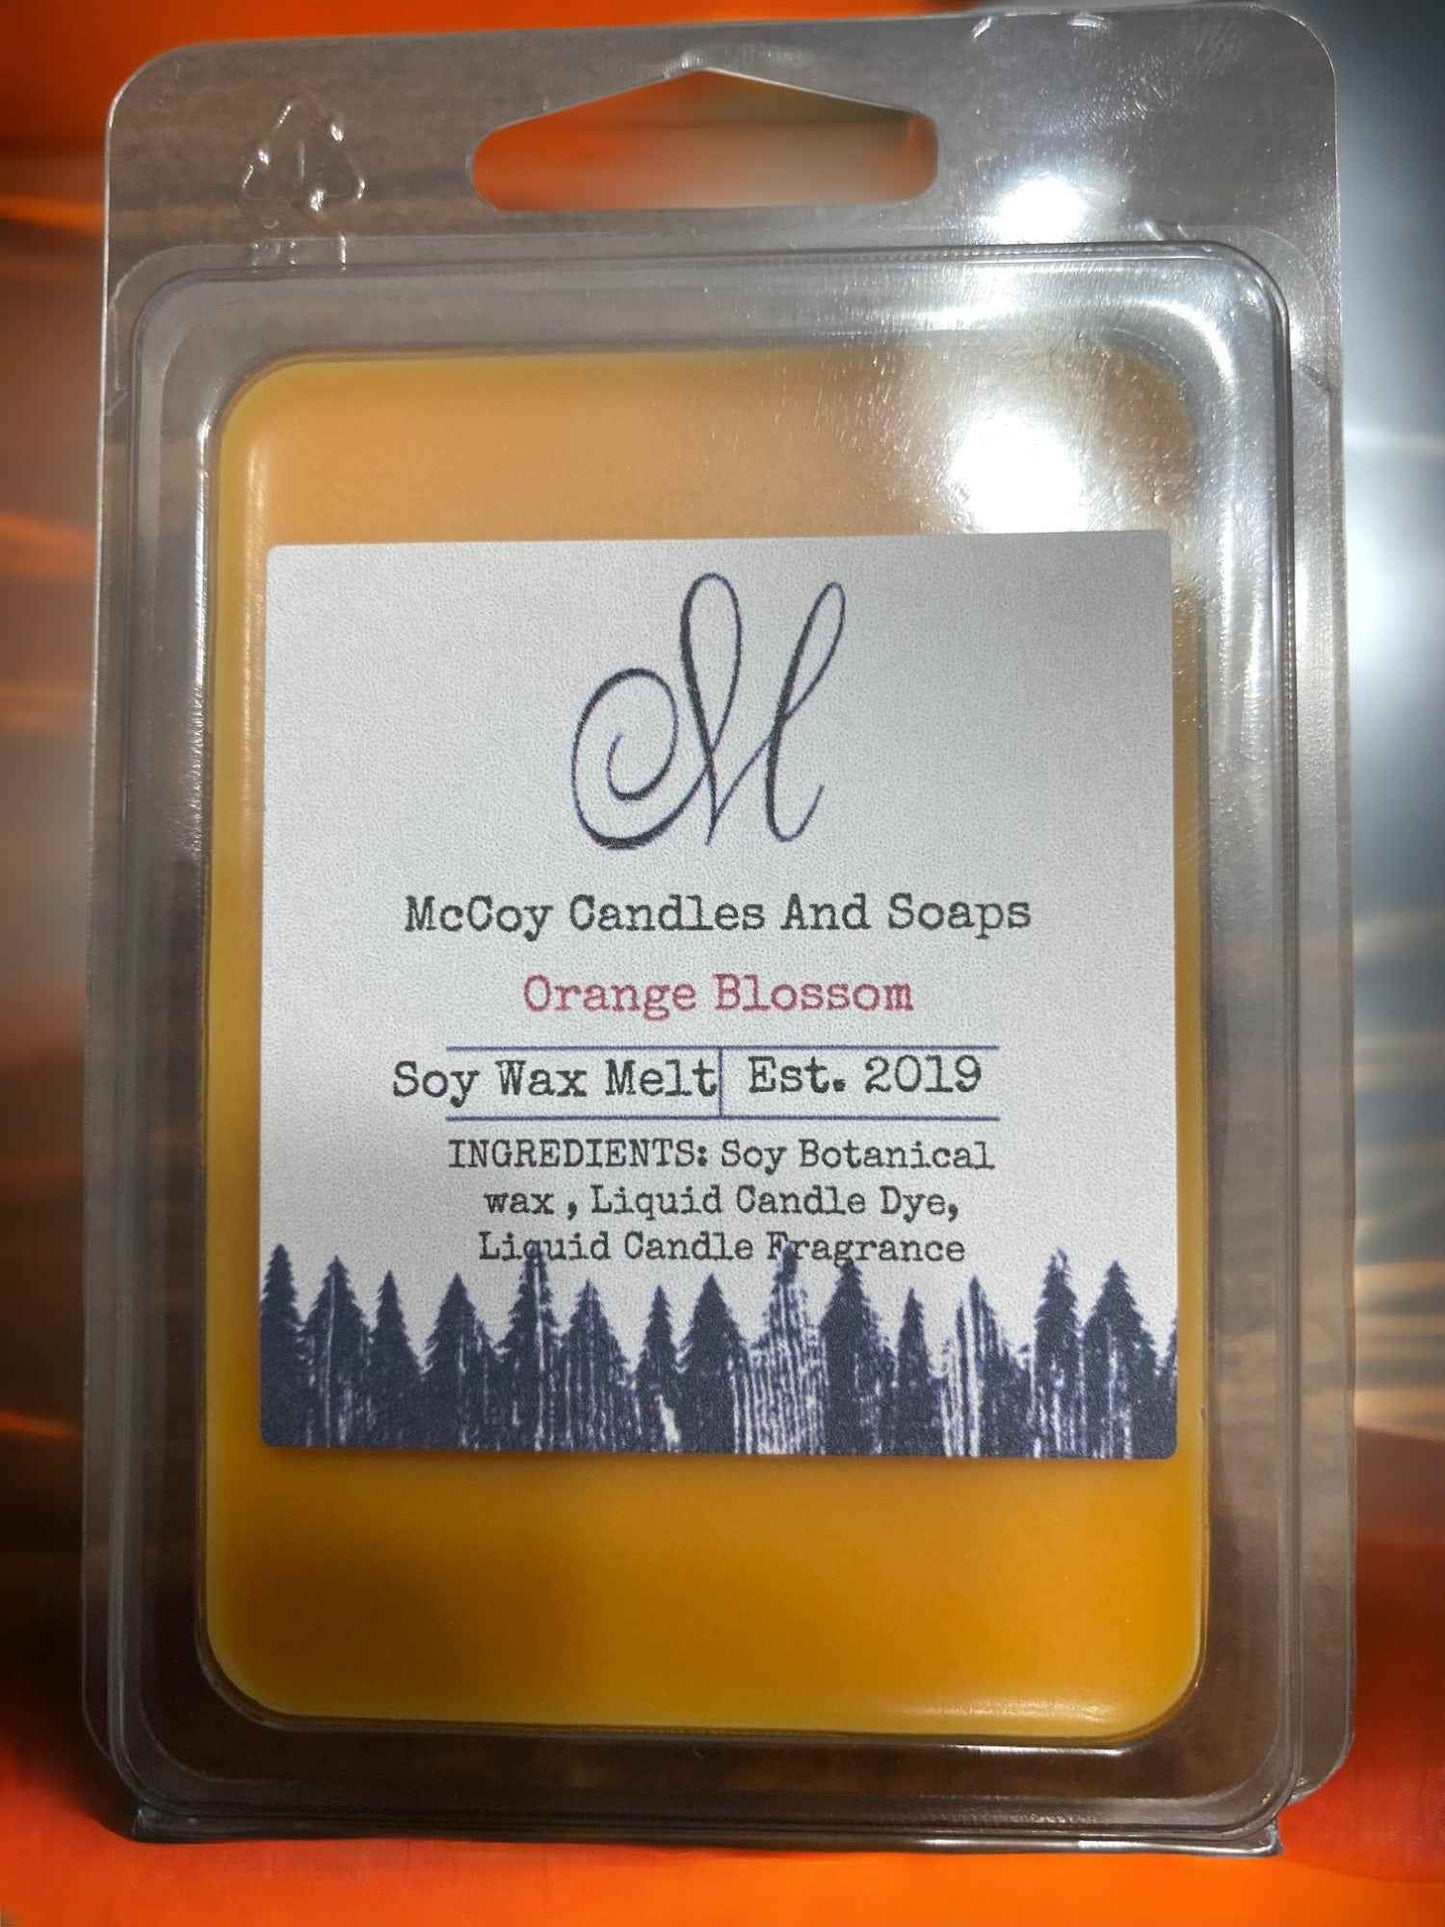 M
McCoy Candles And Soaps
Orange Blossom
Soy Wax Melt Est. 2019
INGREDIENTS: Soy Botanical
wax , Liquid Candle Dye,
Liquid Candle Fragrance